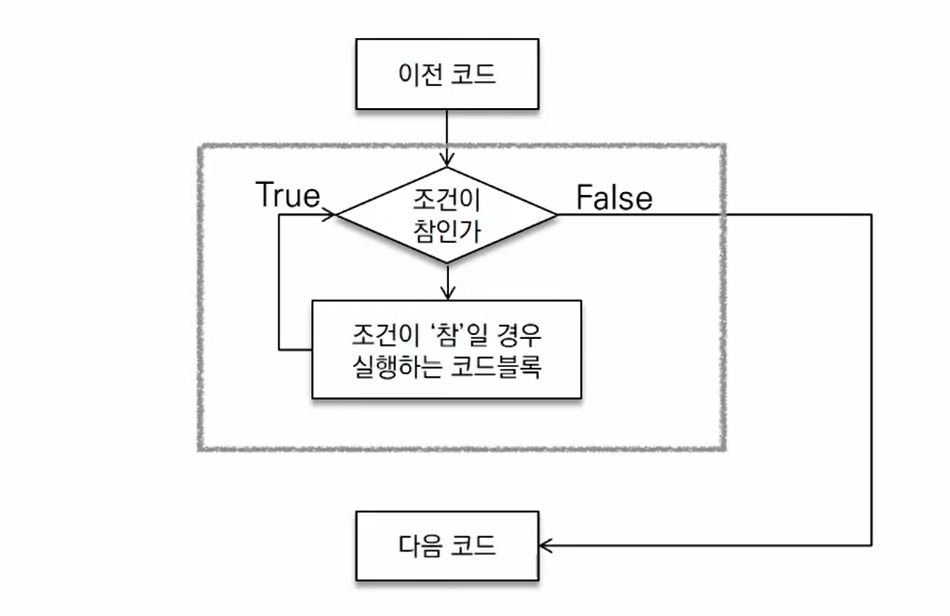 이전 코드
True
조건이
참인가
False
조건이 ‘참’일 경우
실행하는 코드블록
다음 코드